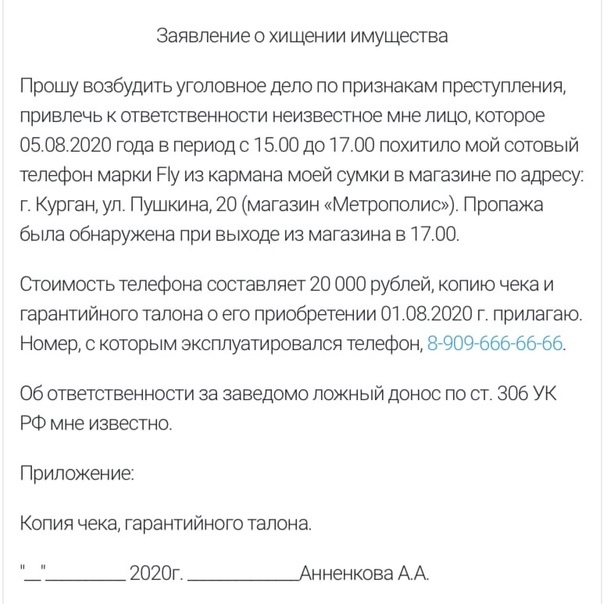 Заявление о хищении имущества
Прошу возбудить уголовное дело по признакам преступления,
привлечь к ответственности неизвестное мне лицо, которое
05.08.2020 года в период с 15.00 до 17.00 похитило мой сотовый
телефон марки Fly из кармана моей сумки в магазине по адресу:
г. Курган, ул. Пушкина, 20 (магазин «Метрополис»). Пропажа
была обнаружена при выходе из магазина в 17.00.
Стоимость телефона составляет 20 000 рублей, копию чека и
гарантийного талона о его приобретении 01.08.2020 г. прилагаю.
Номер, с которым эксплуатировался телефон, 8-909-666-66-66.
Об ответственности за заведомо ложный донос по ст. 306 УК
РФ мне известно.
Приложение:
Копия чека, гарантийного талона.
"__"__________ 2020г. ______________Анненкова А.А.